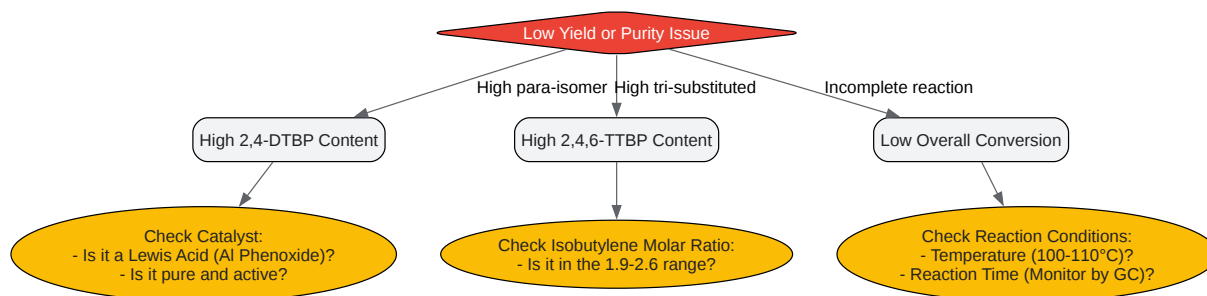 Low Yield or Purity Issue
High para-isomer
High tri-substituted
Incomplete reaction
High 2,4-DTBP Content
High 2,4,6-TTBP Content
Low Overall Conversion
Check Catalyst:
- Is it a Lewis Acid (Al Phenoxide)?
- Is it pure and active?
Check Isobutylene Molar Ratio:
- Is it in the 1.9-2.6 range?
Check Reaction Conditions:
- Temperature (100-110°C)?
- Reaction Time (Monitor by GC)?